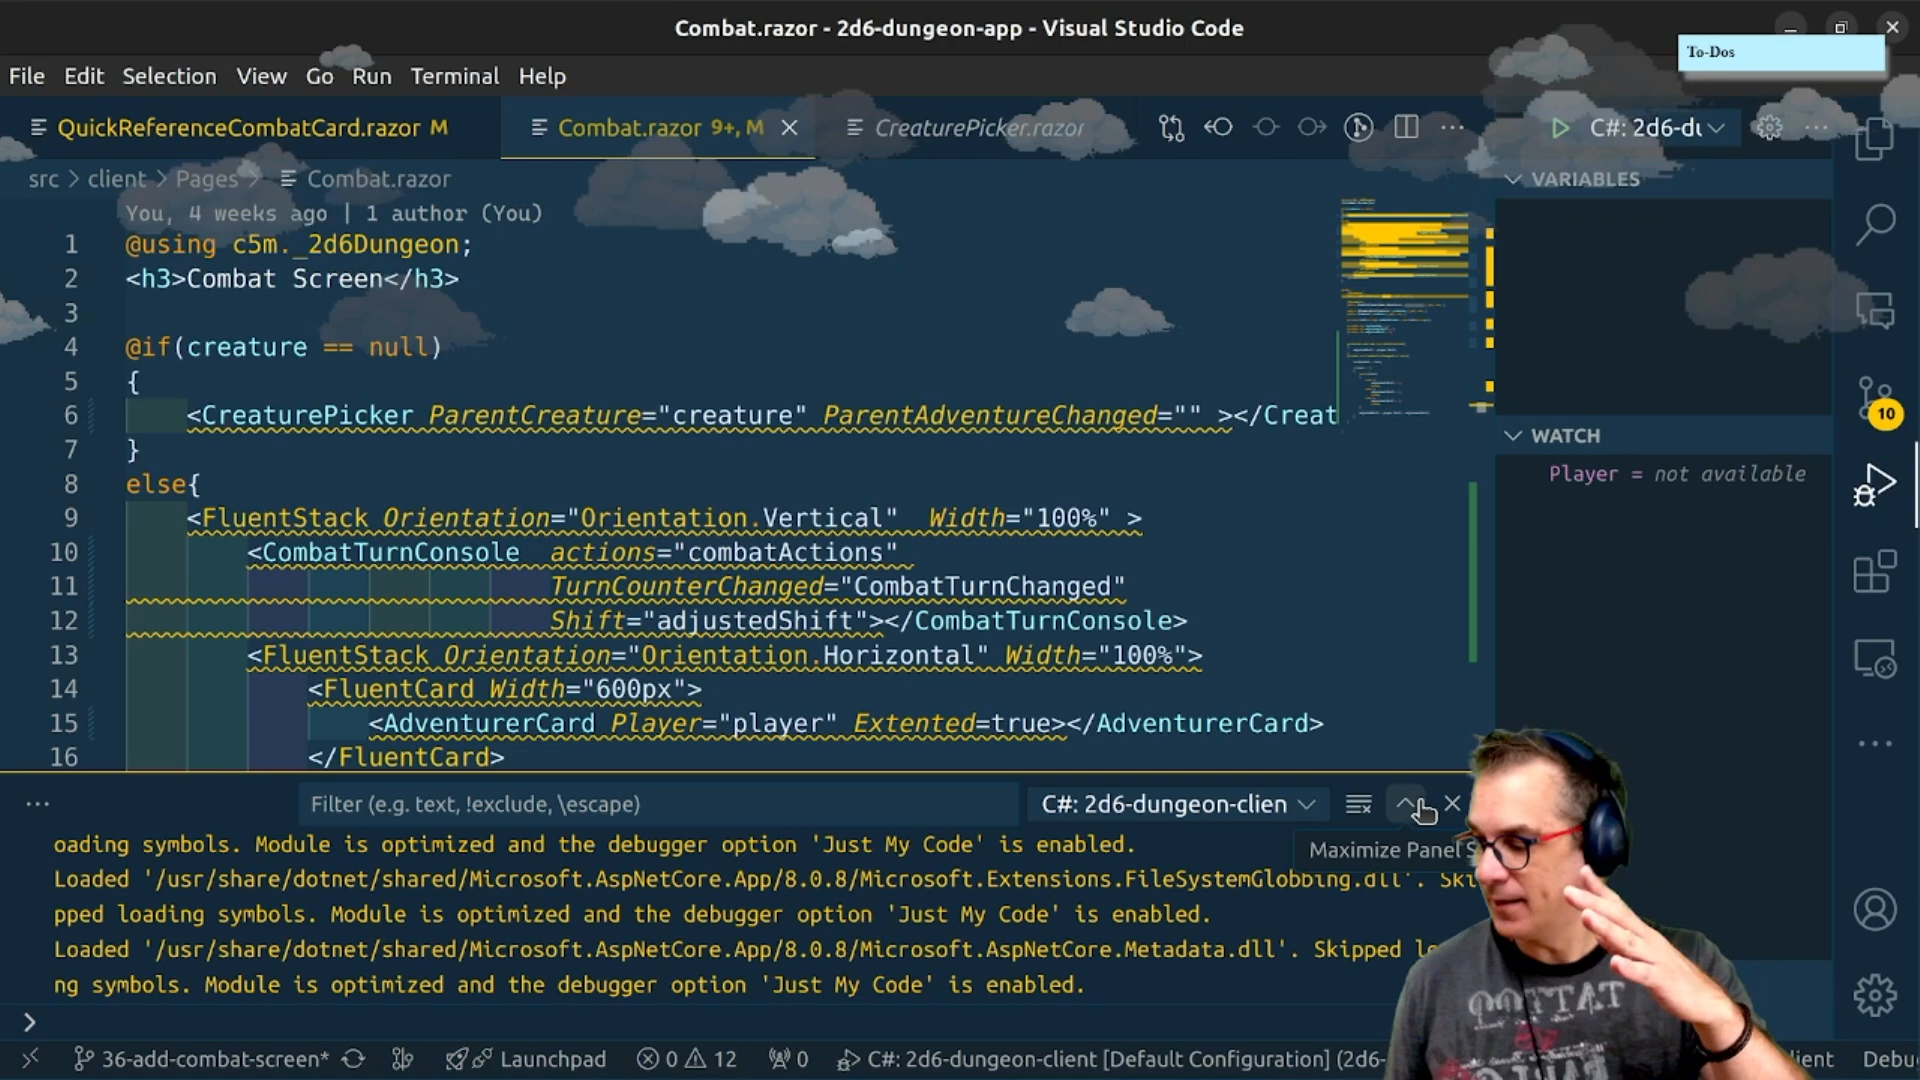 Combat.razor - 2d6-dungeon-app - Visual Studio Code
To-Dos
File Edit Selection View Go Run Terminal Help
QuickReferenceCombatCard.razor M
Combat.razor 9+, M
CreaturePicker.razor
C#: 2d6-du
src > client > Pages > Combat.razor
VARIABLES
You, 4 weeks ago | 1 author (You)
1 @using c5m._2d6Dungeon;
2 <h3>Combat Screen</h3>
3
4 @if(creature == null)
5 {
6 <CreaturePicker ParentCreature="creature" ParentAdventureChanged="" ></Creat
7 }
8 else{
9 <FluentStack Orientation="Orientation.Vertical" Width="100%" >
10 <CombatTurnConsole actions="combatActions"
11 TurnCounterChanged="CombatTurnChanged"
12 Shift="adjustedShift"></CombatTurnConsole>
13 <FluentStack Orientation="Orientation.Horizontal" Width="100%">
14 <FluentCard Width="600px">
15 <AdventurerCard Player="player" Extented=true></AdventurerCard>
16 </FluentCard>
WATCH
Player = not available
10
Filter (e.g. text, !exclude, \escape)
C#: 2d6-dungeon-clien
Maximize Panel
oading symbols. Module is optimized and the debugger option 'Just My Code' is enabled.
Loaded '/usr/share/dotnet/shared/Microsoft.AspNetCore.App/8.0.8/Microsoft.Extensions.FileSystemGlobbing.dll'. Ski
pped loading symbols. Module is optimized and the debugger option 'Just My Code' is enabled.
Loaded '/usr/share/dotnet/shared/Microsoft.AspNetCore.App/8.0.8/Microsoft.AspNetCore.Metadata.dll'. Skipped lo
ng symbols. Module is optimized and the debugger option 'Just My Code' is enabled.
>
36-add-combat-screen* Launchpad 0 12 0 C#: 2d6-dungeon-client [Default Configuration] (2d6- lient Debu